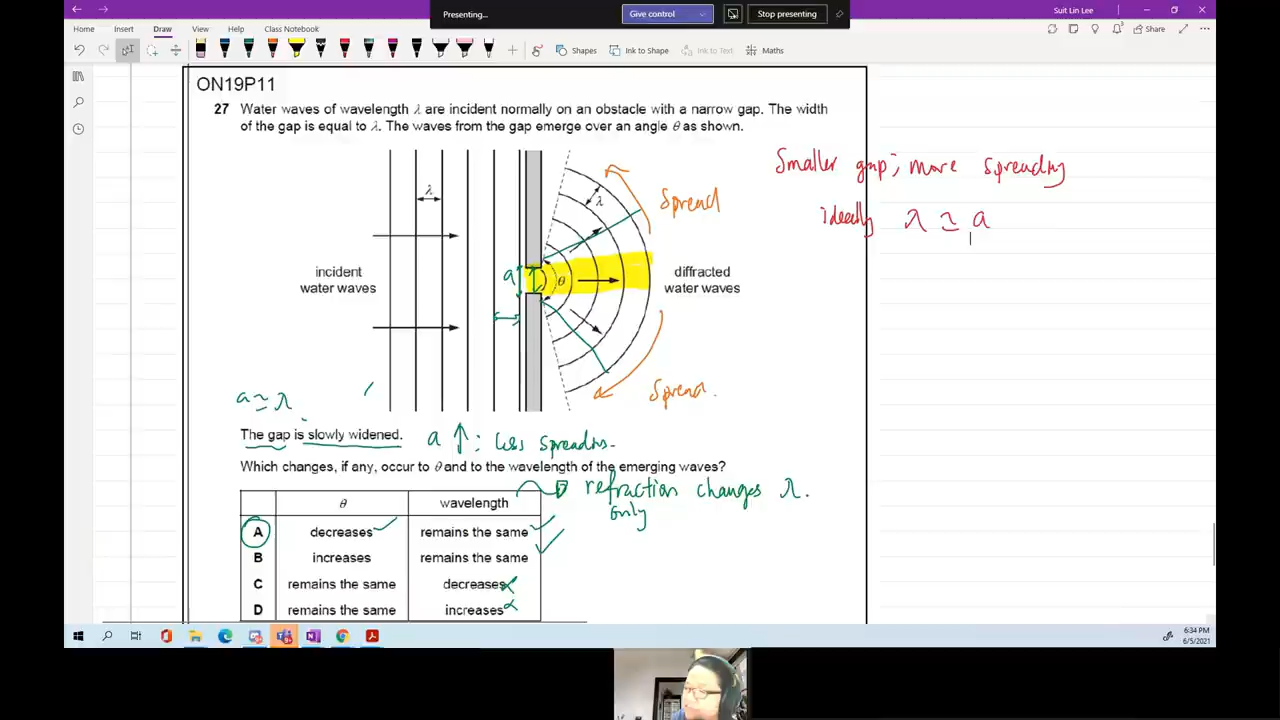 Presenting...
Give control
Stop presenting
Suit Lin Lee
Home Insert Draw View Help Class Notebook
Share
Shapes
Ink to Shape
Ink to Text
Maths
ON19P11
27 Water waves of wavelength λ are incident normally on an obstacle with a narrow gap. The width
of the gap is equal to λ. The waves from the gap emerge over an angle θ as shown.
Smaller gap; more spreading
ideally λ ≃ a
λ
λ
Spread
incident
water waves
a
θ
diffracted
water waves
Spread.
a ≃ λ
The gap is slowly widened.
a ↑ : less spreading.
Which changes, if any, occur to θ and to the wavelength of the emerging waves?
refraction changes λ.
only
θ wavelength
A decreases remains the same
B increases remains the same
C remains the same decreases
D remains the same increases
6:34 PM
6/5/2021